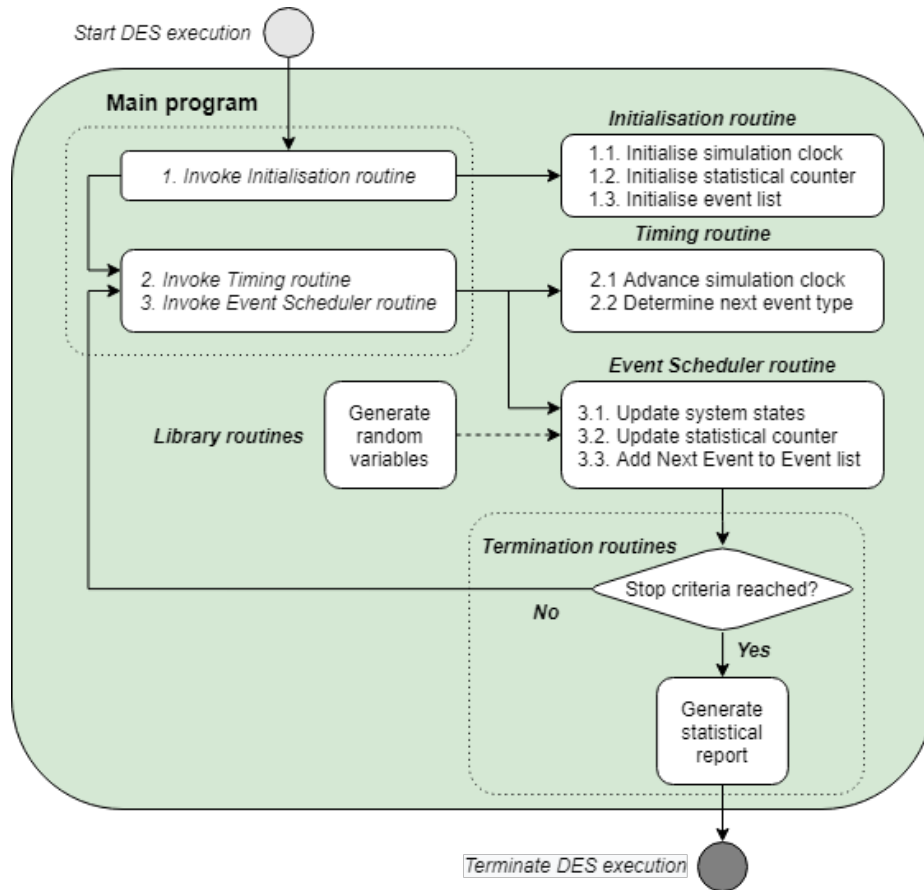 Start DES execution
Main program
Initialisation routine
1. Invoke Initialisation routine
1.1. Initialise simulation clock
1.2. Initialise statistical counter
1.3. Initialise event list
Timing routine
2. Invoke Timing routine
3. Invoke Event Scheduler routine
2.1 Advance simulation clock
2.2 Determine next event type
Event Scheduler routine
Library routines
Generate
random
variables
3.1. Update system states
3.2. Update statistical counter
3.3. Add Next Event to Event list
Termination routines
Stop criteria reached?
No
Yes
Generate
statistical
report
Terminate DES execution